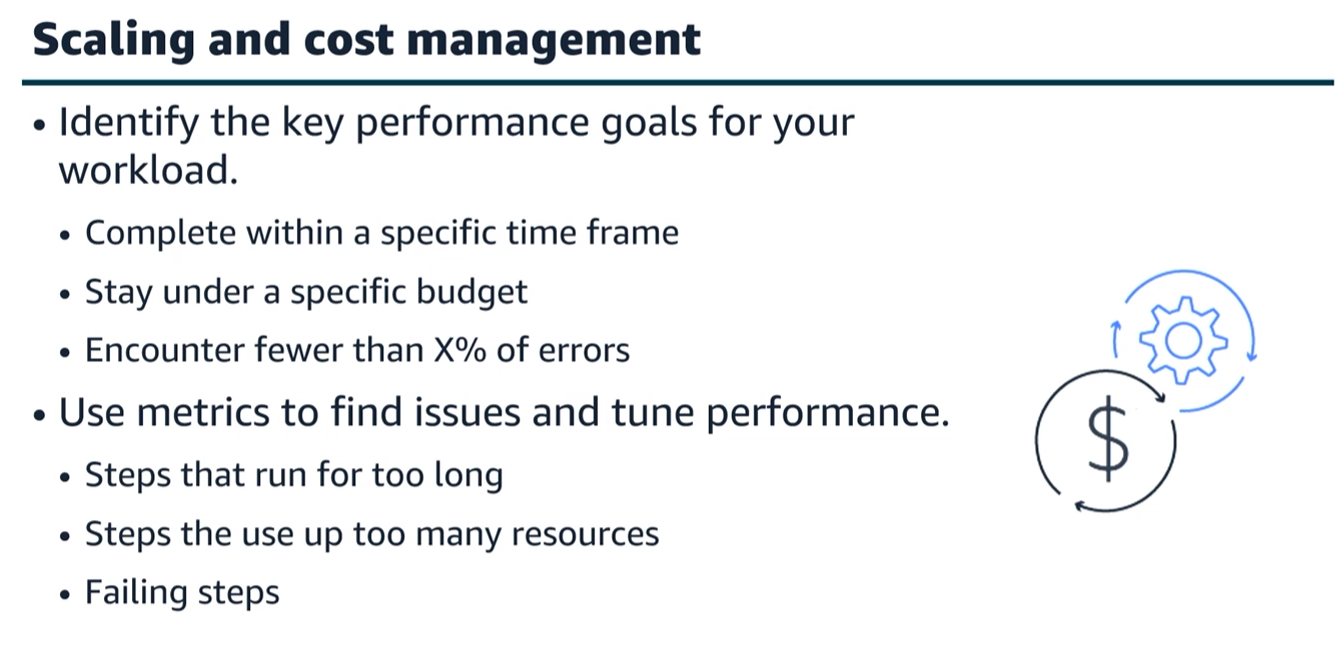 Scaling and cost management
• Identify the key performance goals for your
workload.
• Complete within a specific time frame
• Stay under a specific budget
• Encounter fewer than X% of errors
• Use metrics to find issues and tune performance.
• Steps that run for too long
• Steps the use up too many resources
• Failing steps
$